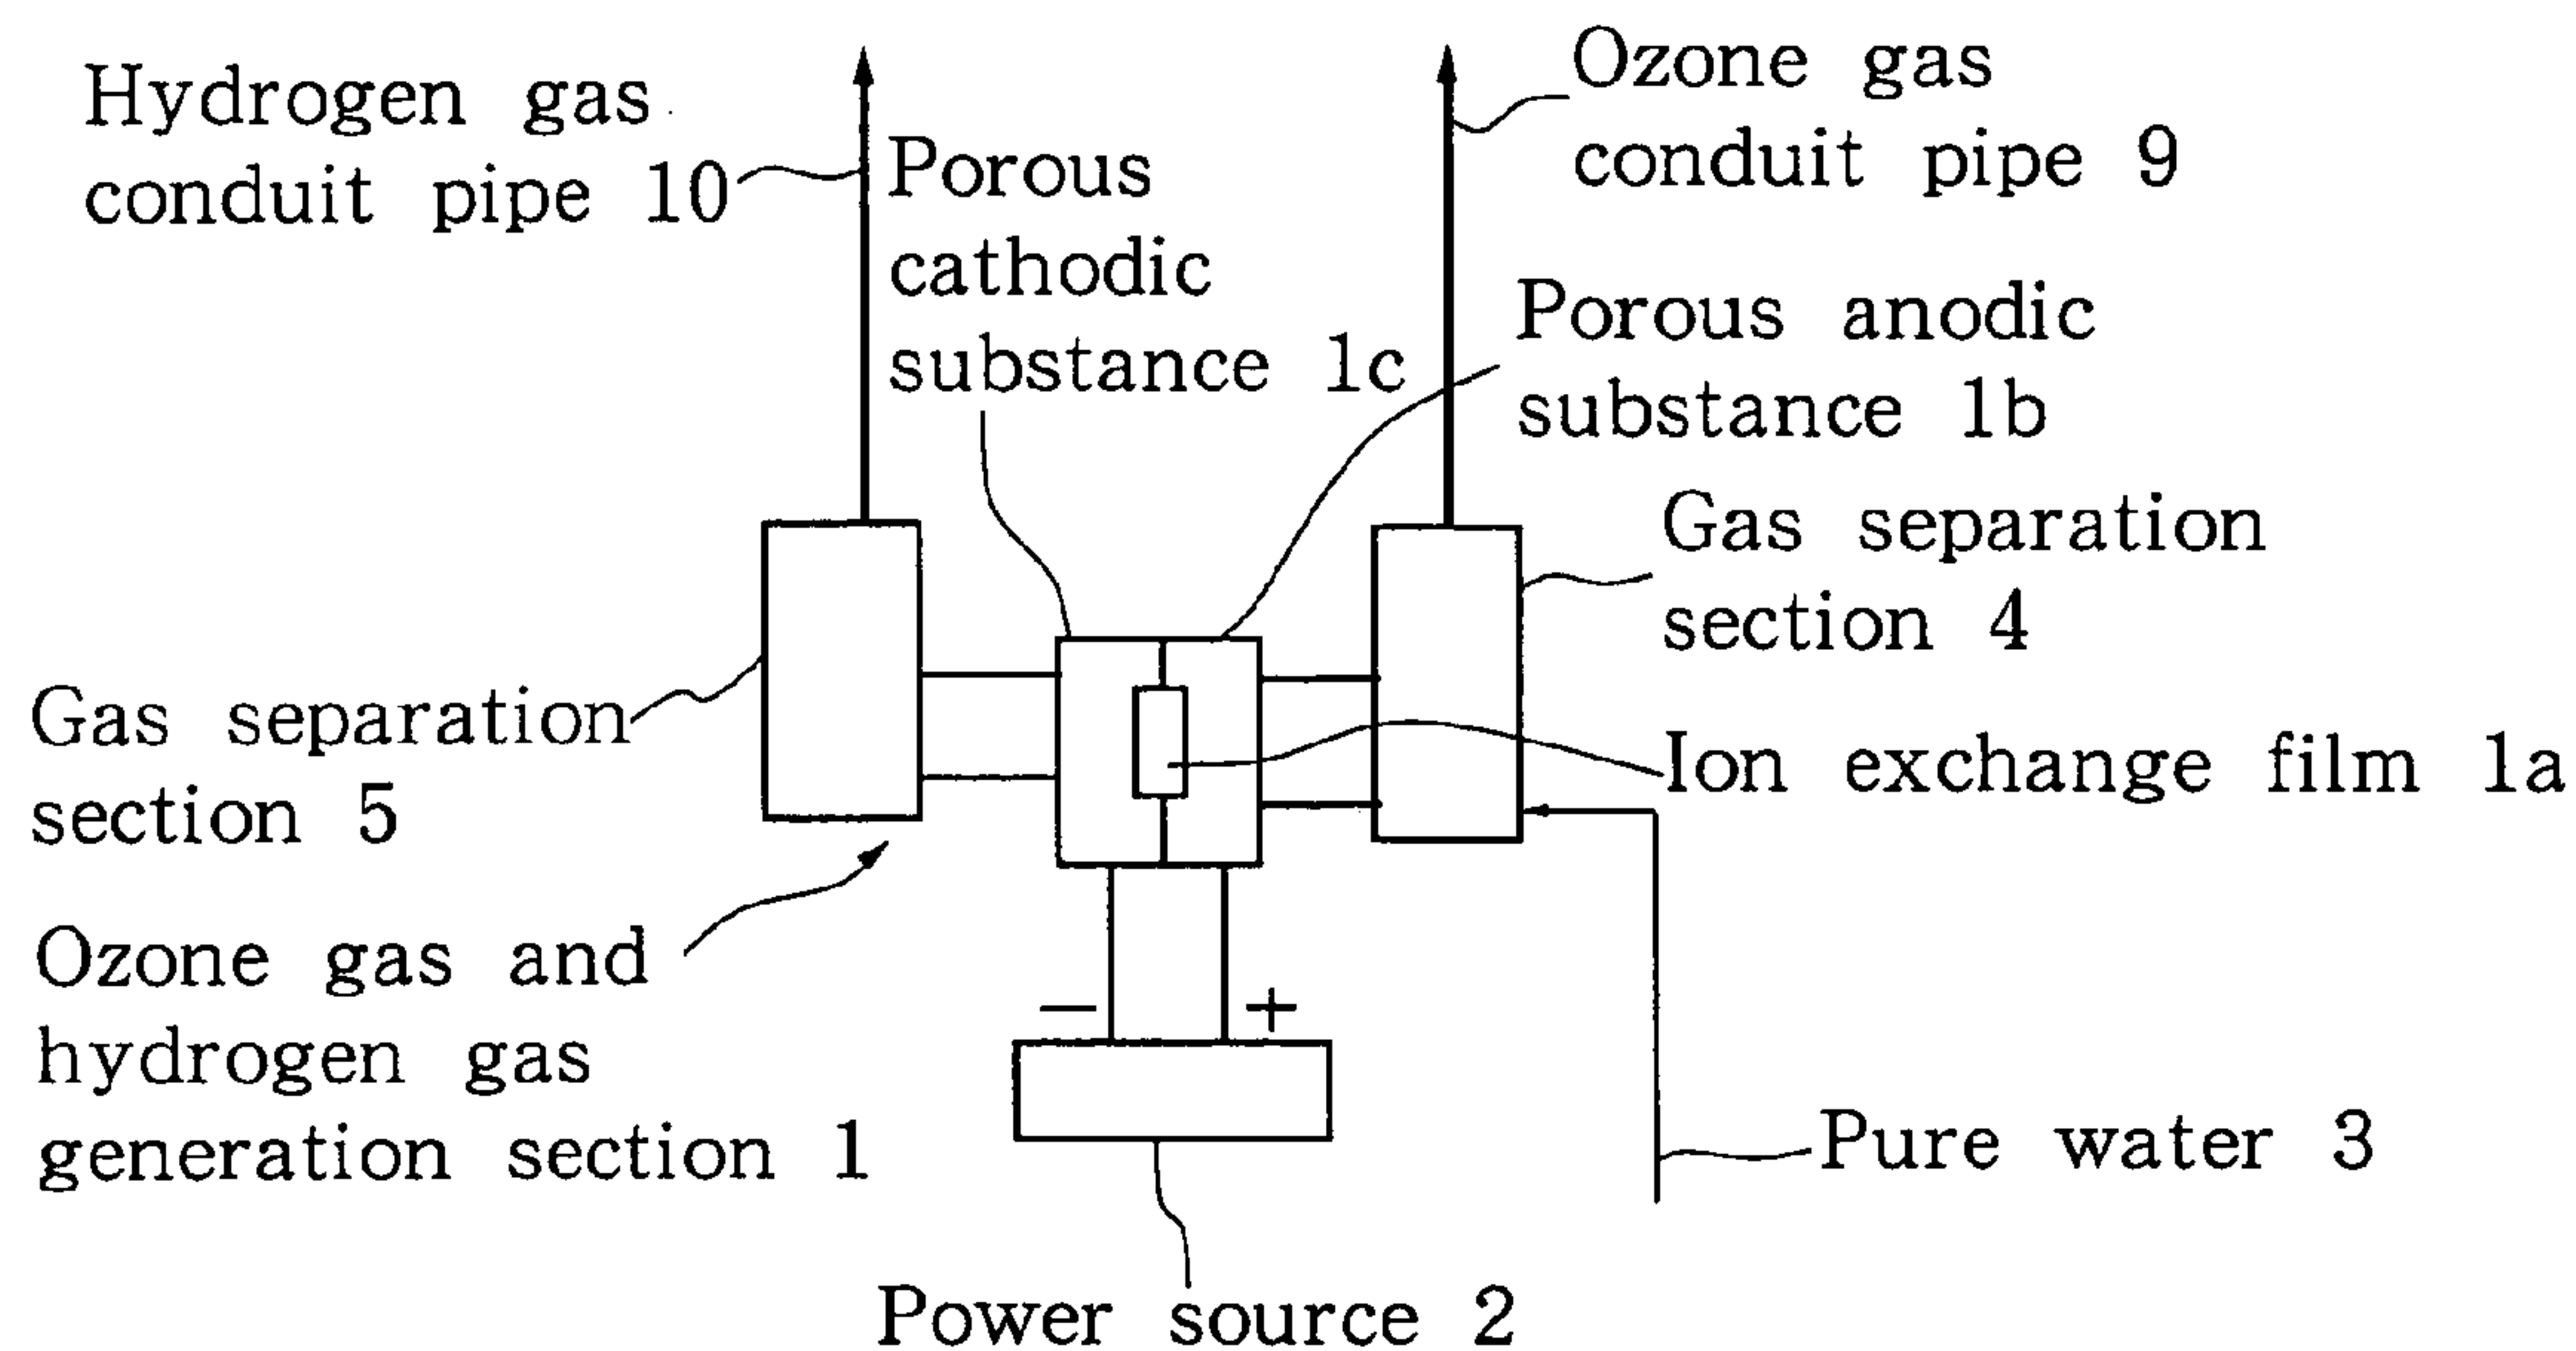 Hydrogen gas
conduit pipe 10
Porous
cathodic
substance 1c
Ozone gas
conduit pipe 9
Porous anodic
substance 1b
Gas separation
section 4
Gas separation
section 5
Ion exchange film 1a
Ozone gas and
hydrogen gas
generation section 1
− +
Pure water 3
Power source 2